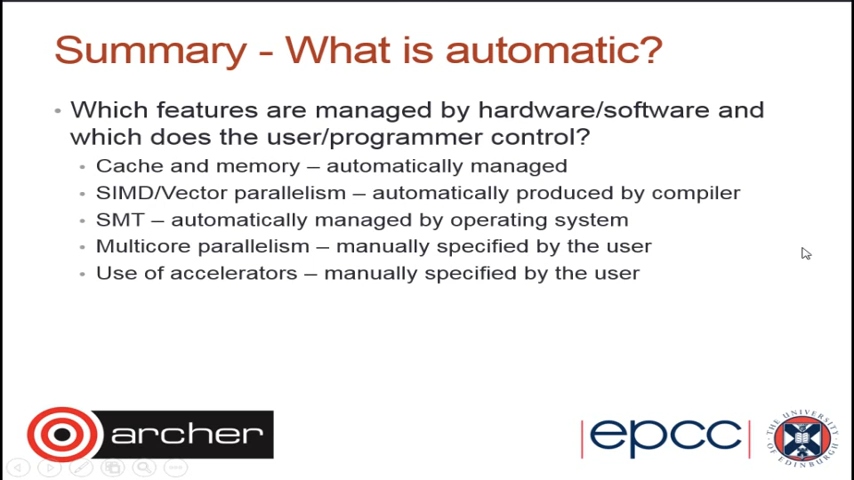 Summary - What is automatic?
• Which features are managed by hardware/software and
which does the user/programmer control?
• Cache and memory – automatically managed
• SIMD/Vector parallelism – automatically produced by compiler
• SMT – automatically managed by operating system
• Multicore parallelism – manually specified by the user
• Use of accelerators – manually specified by the user
archer
epcc
THE UNIVERSITY
OF EDINBURGH